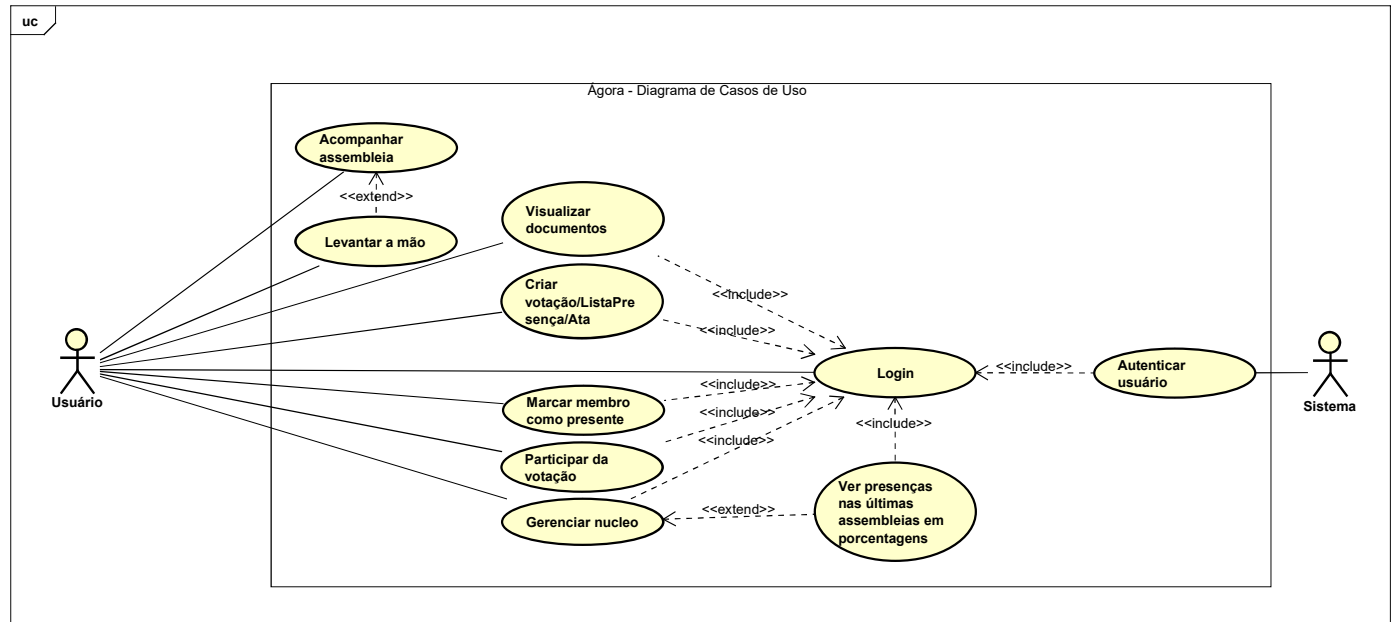 uc
Ágora - Diagrama de Casos de Uso
Acompanhar
assembleia
<<extend>>
Levantar a mão
Visualizar
documentos
<<include>>
Criar
votação/ListaPre
sença/Ata
<<include>>
Usuário
Login
<<include>>
Autenticar
usuário
Sistema
Marcar membro
como presente
<<include>>
<<include>>
<<include>>
<<include>>
Participar da
votação
Gerenciar nucleo
<<extend>>
Ver presenças
nas últimas
assembleias em
porcentagens